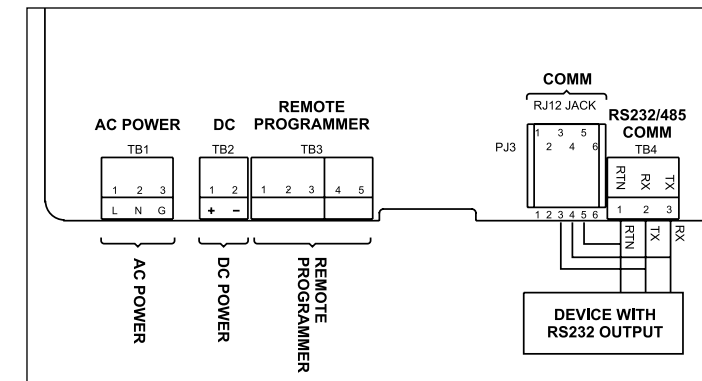 COMM
RJ12 JACK
REMOTE
AC POWER DC PROGRAMMER
RS232/485
COMM
TB1 TB2 TB3 PJ3 TB4
1 3 5
2 4 6
RTN RX TX
1 2 3 1 2 1 2 3 4 5
L N G + −
1 2 3 4 5 6 1 2 3
RTN TX RX
AC POWER
DC POWER
REMOTE
PROGRAMMER
DEVICE WITH
RS232 OUTPUT